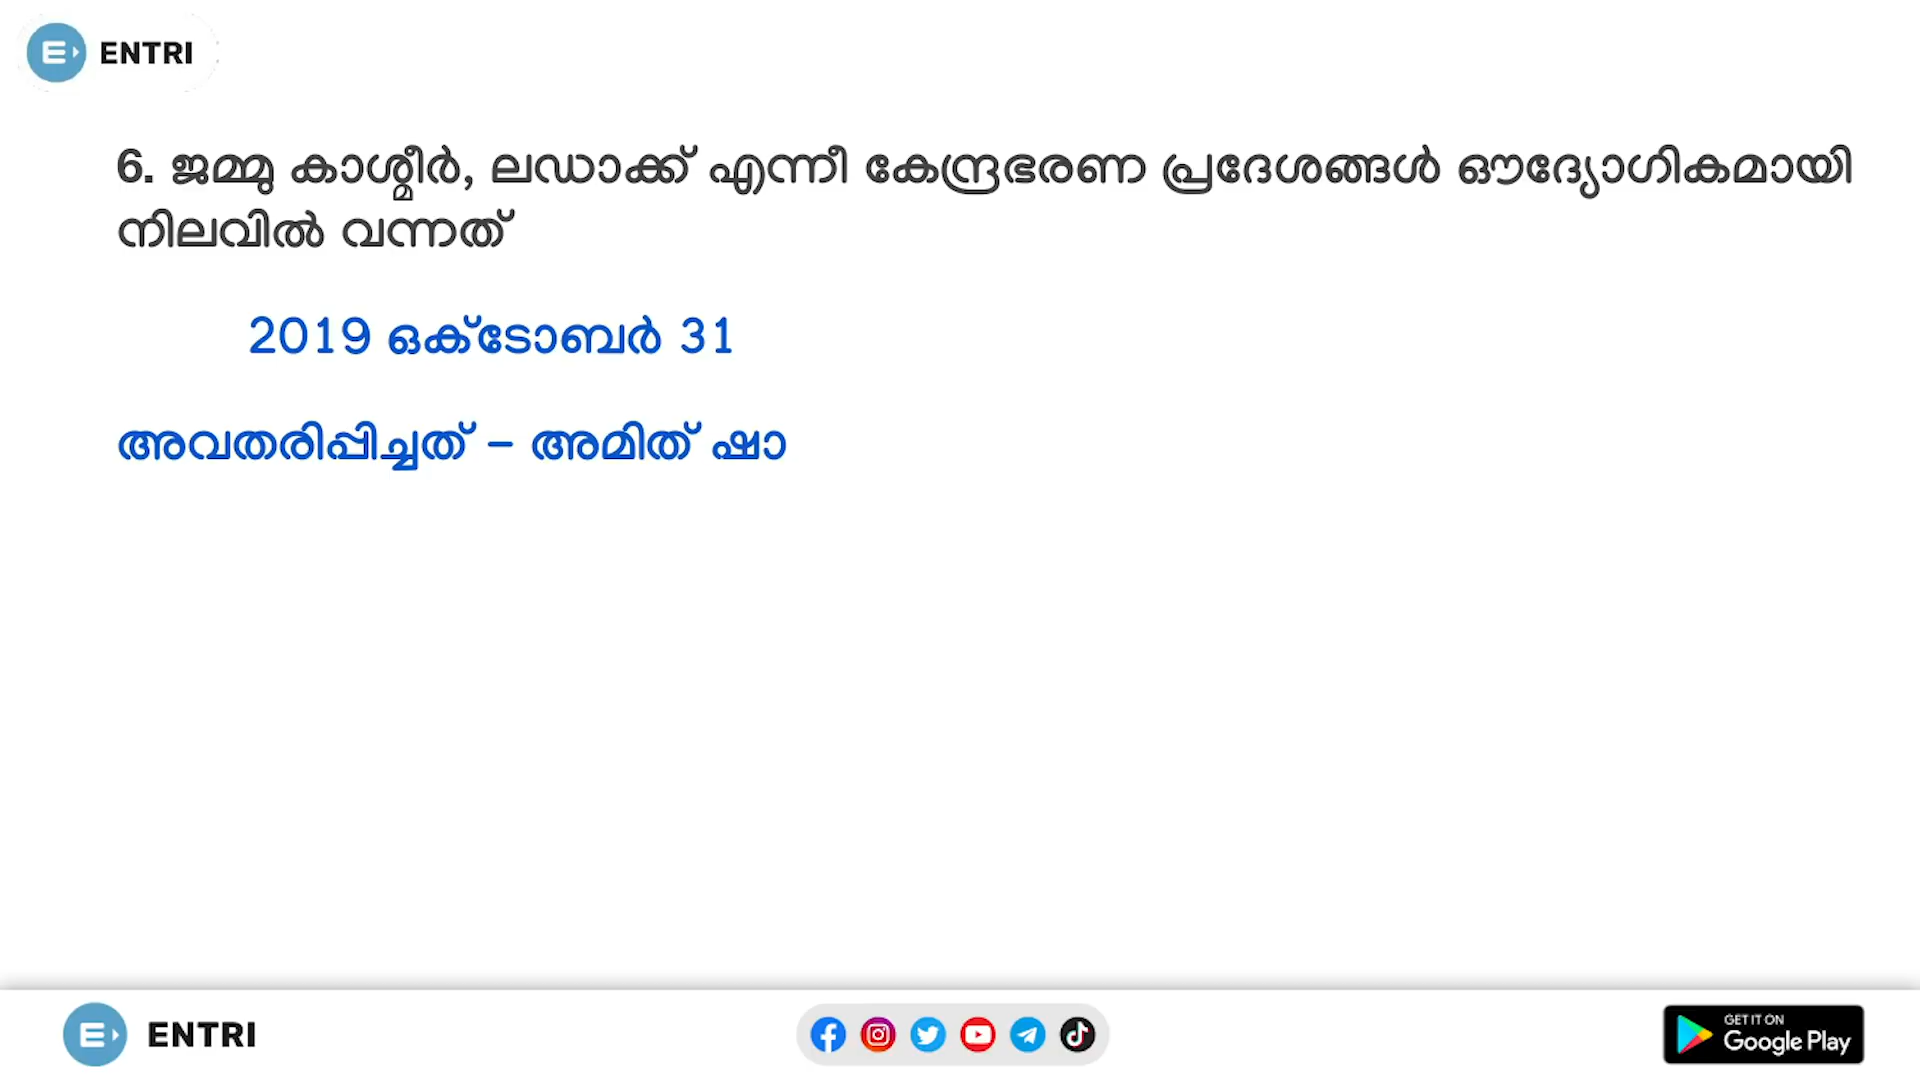 ENTRI
6. ജമ്മു കാശ്മീർ, ലഡാക്ക് എന്നീ കേന്ദ്രഭരണ പ്രദേശങ്ങൾ ഔദ്യോഗികമായി
നിലവിൽ വന്നത്
2019 ഒക്ടോബർ 31
അവതരിപ്പിച്ചത് – അമിത് ഷാ
ENTRI
GET IT ON
Google Play